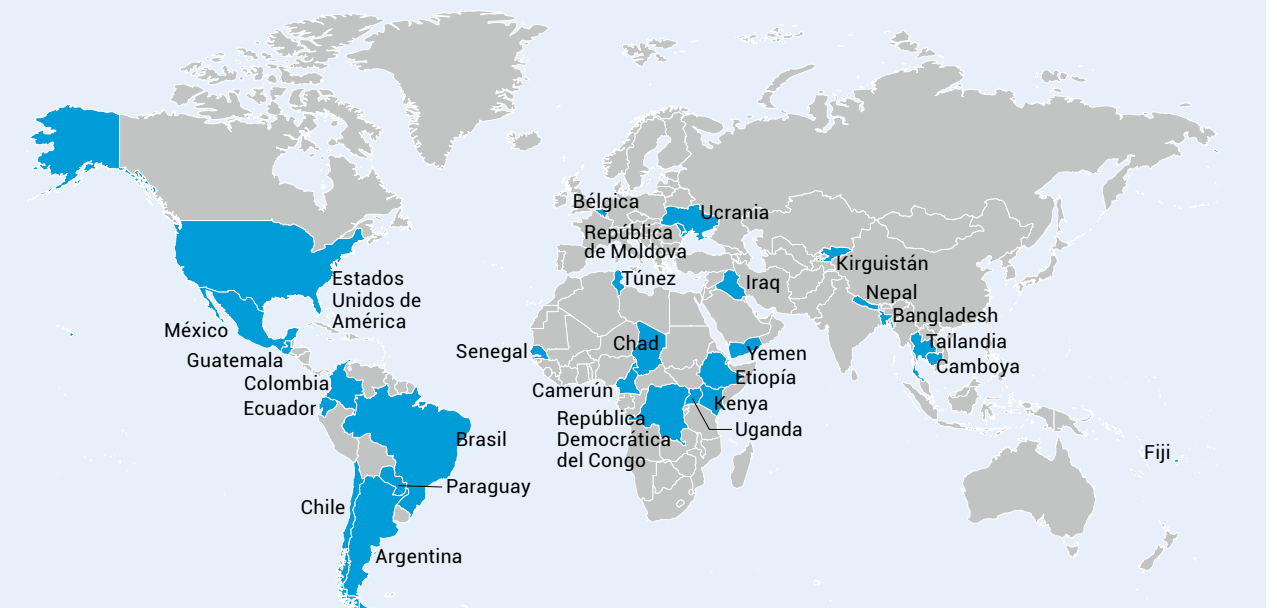 Bélgica
Ucrania
República
de Moldova
Kirguistán
Estados
Unidos de
América
Túnez
Iraq
Nepal
Bangladesh
México
Guatemala
Senegal
Chad
Yemen
Tailandia
Camboya
Colombia
Ecuador
Camerún
Etiopía
Kenya
República
Democrática
del Congo
Uganda
Brasil
Fiji
Paraguay
Chile
Argentina